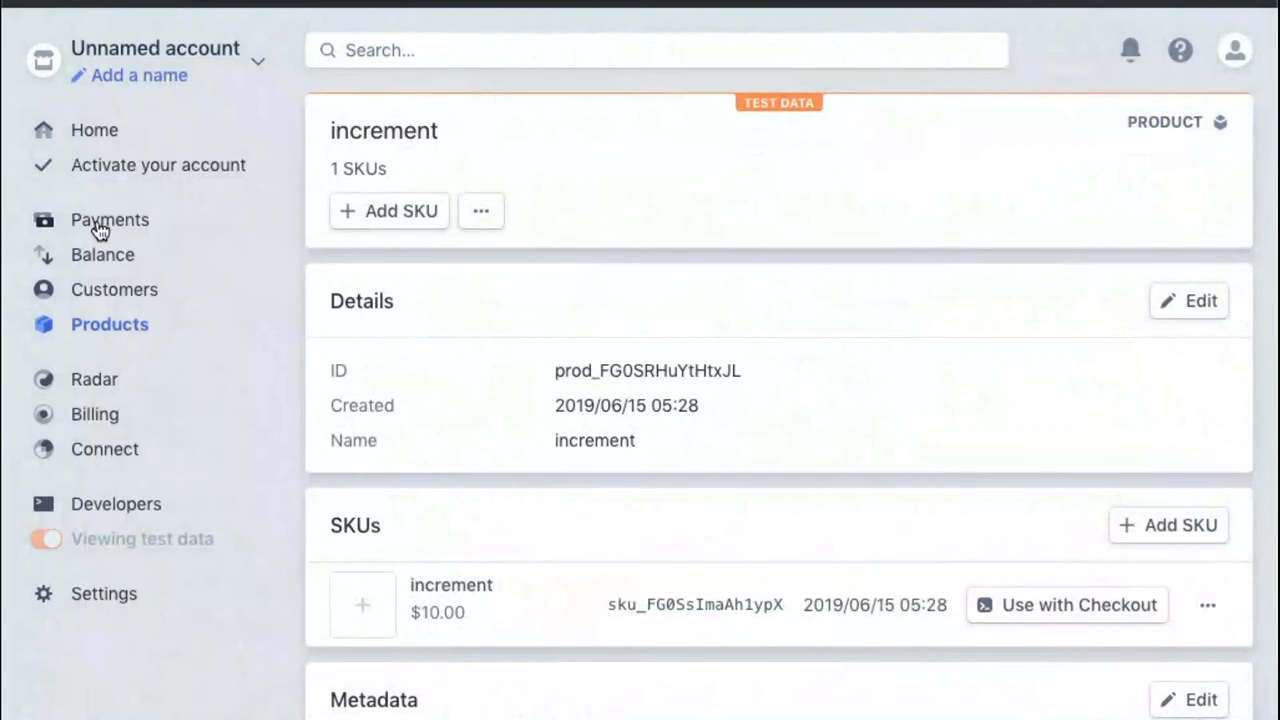 Unnamed account
Add a name
Search...
Home
Activate your account
Payments
Balance
Customers
Products
Radar
Billing
Connect
Developers
Viewing test data
Settings
TEST DATA
increment
PRODUCT
1 SKUs
+ Add SKU
...
Details
Edit
ID prod_FG0SRHuYtHtxJL
Created 2019/06/15 05:28
Name increment
SKUs
+ Add SKU
increment
$10.00
sku_FG0SsImaAh1ypX 2019/06/15 05:28 Use with Checkout ...
Metadata
Edit